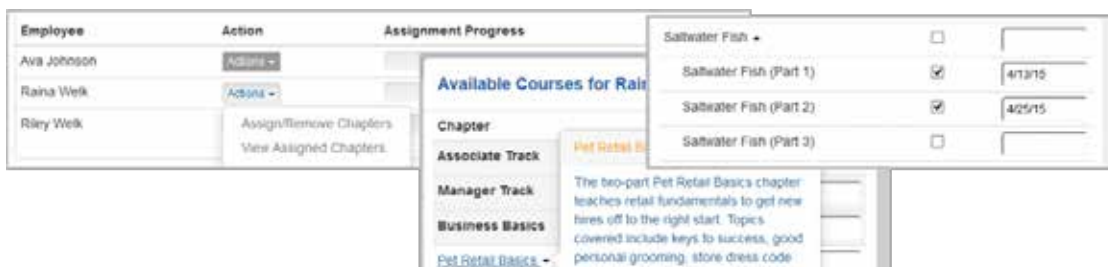 Employee Action Assignment Progress
Ava Johnson Actions
Raina Welk Actions
Riley Welk
Assign/Remove Chapters
View Assigned Chapters
Available Courses for Rain
Chapter
Associate Track
Manager Track
Business Basics
Pet Retail Basics
Pet Retail B
The two-part Pet Retail Basics chapter
teaches retail fundamentals to get new
hires off to the right start. Topics
covered include keys to success, good
personal grooming, store dress code
Saltwater Fish
Saltwater Fish (Part 1) 4/13/15
Saltwater Fish (Part 2) 4/25/15
Saltwater Fish (Part 3)